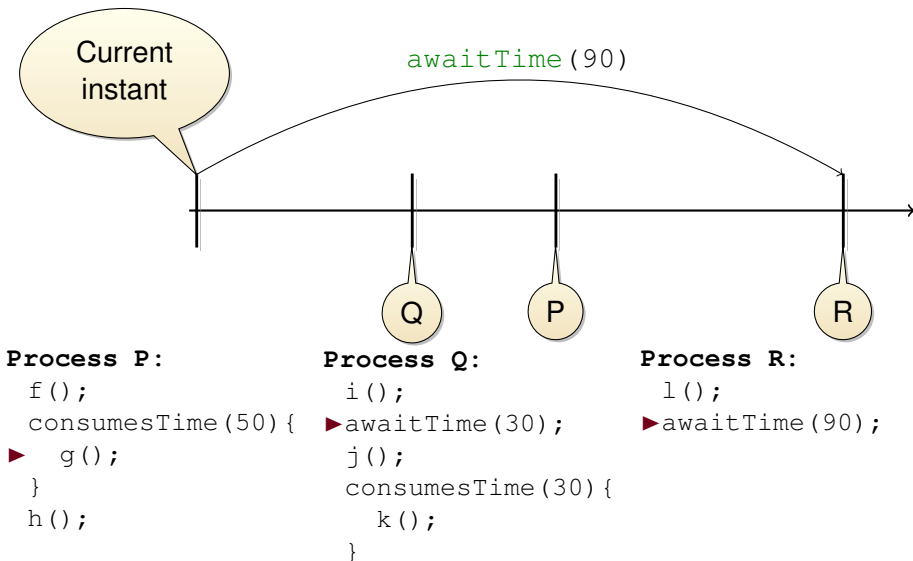 Current
instant
awaitTime(90)
Q
P
R
Process P:
f();
consumesTime(50){
g();
}
h();
Process Q:
i();
awaitTime(30);
j();
consumesTime(30){
k();
}
Process R:
l();
awaitTime(90);